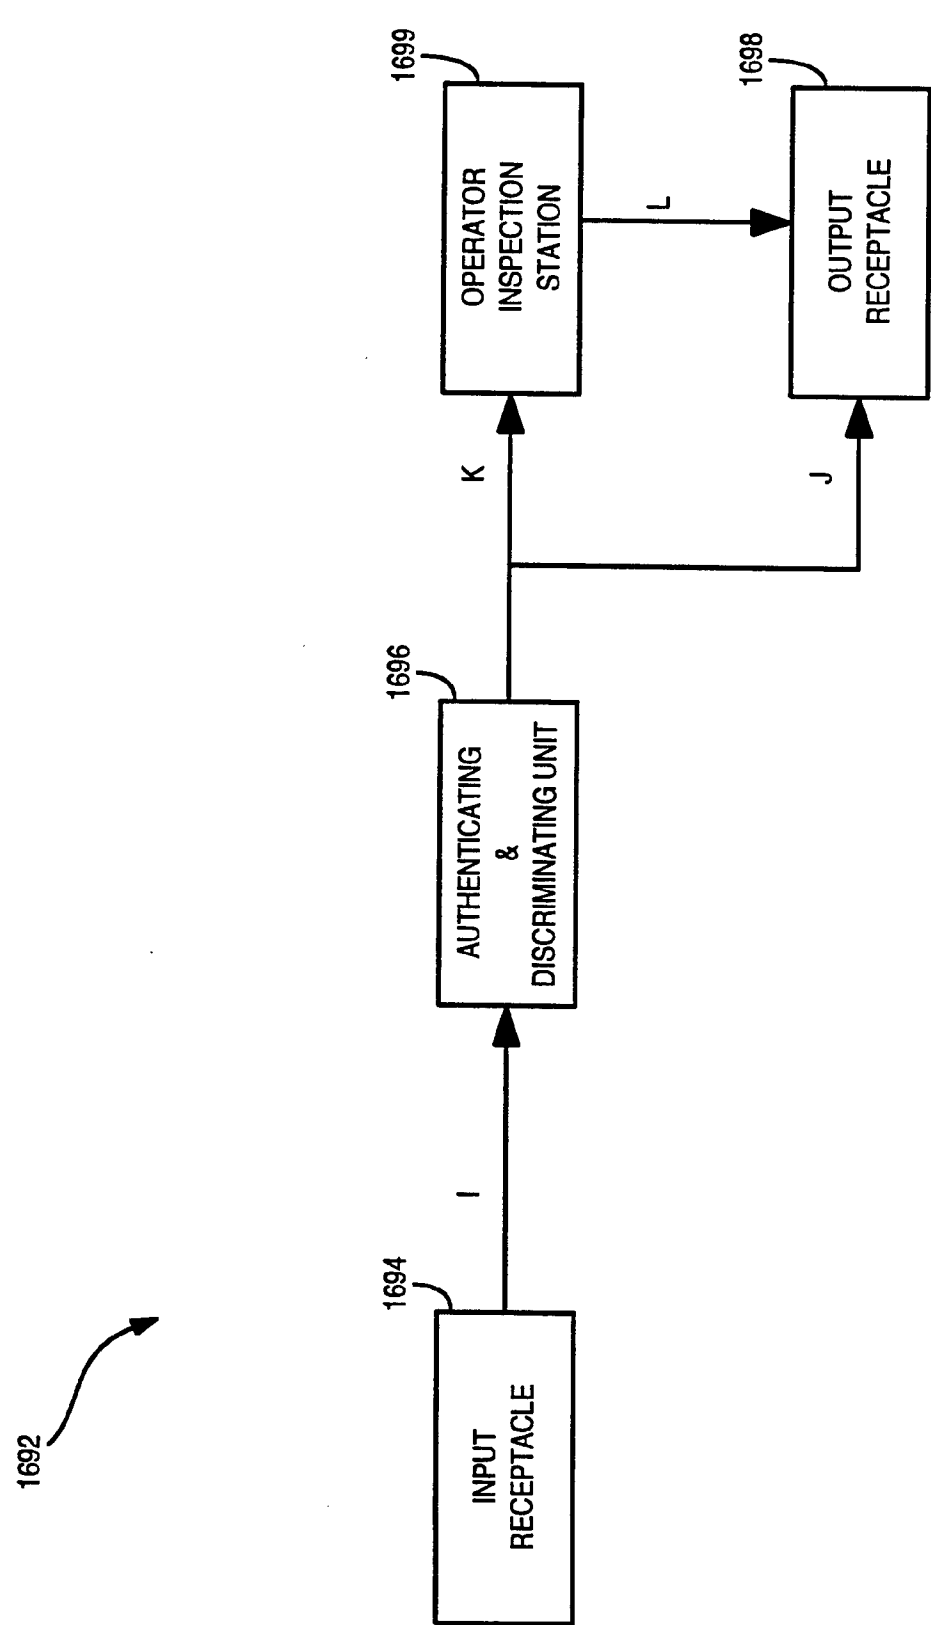 1692
1694
INPUT
RECEPTACLE
I
1696
AUTHENTICATING
&
DISCRIMINATING UNIT
K
1699
OPERATOR
INSPECTION
STATION
L
J
1698
OUTPUT
RECEPTACLE